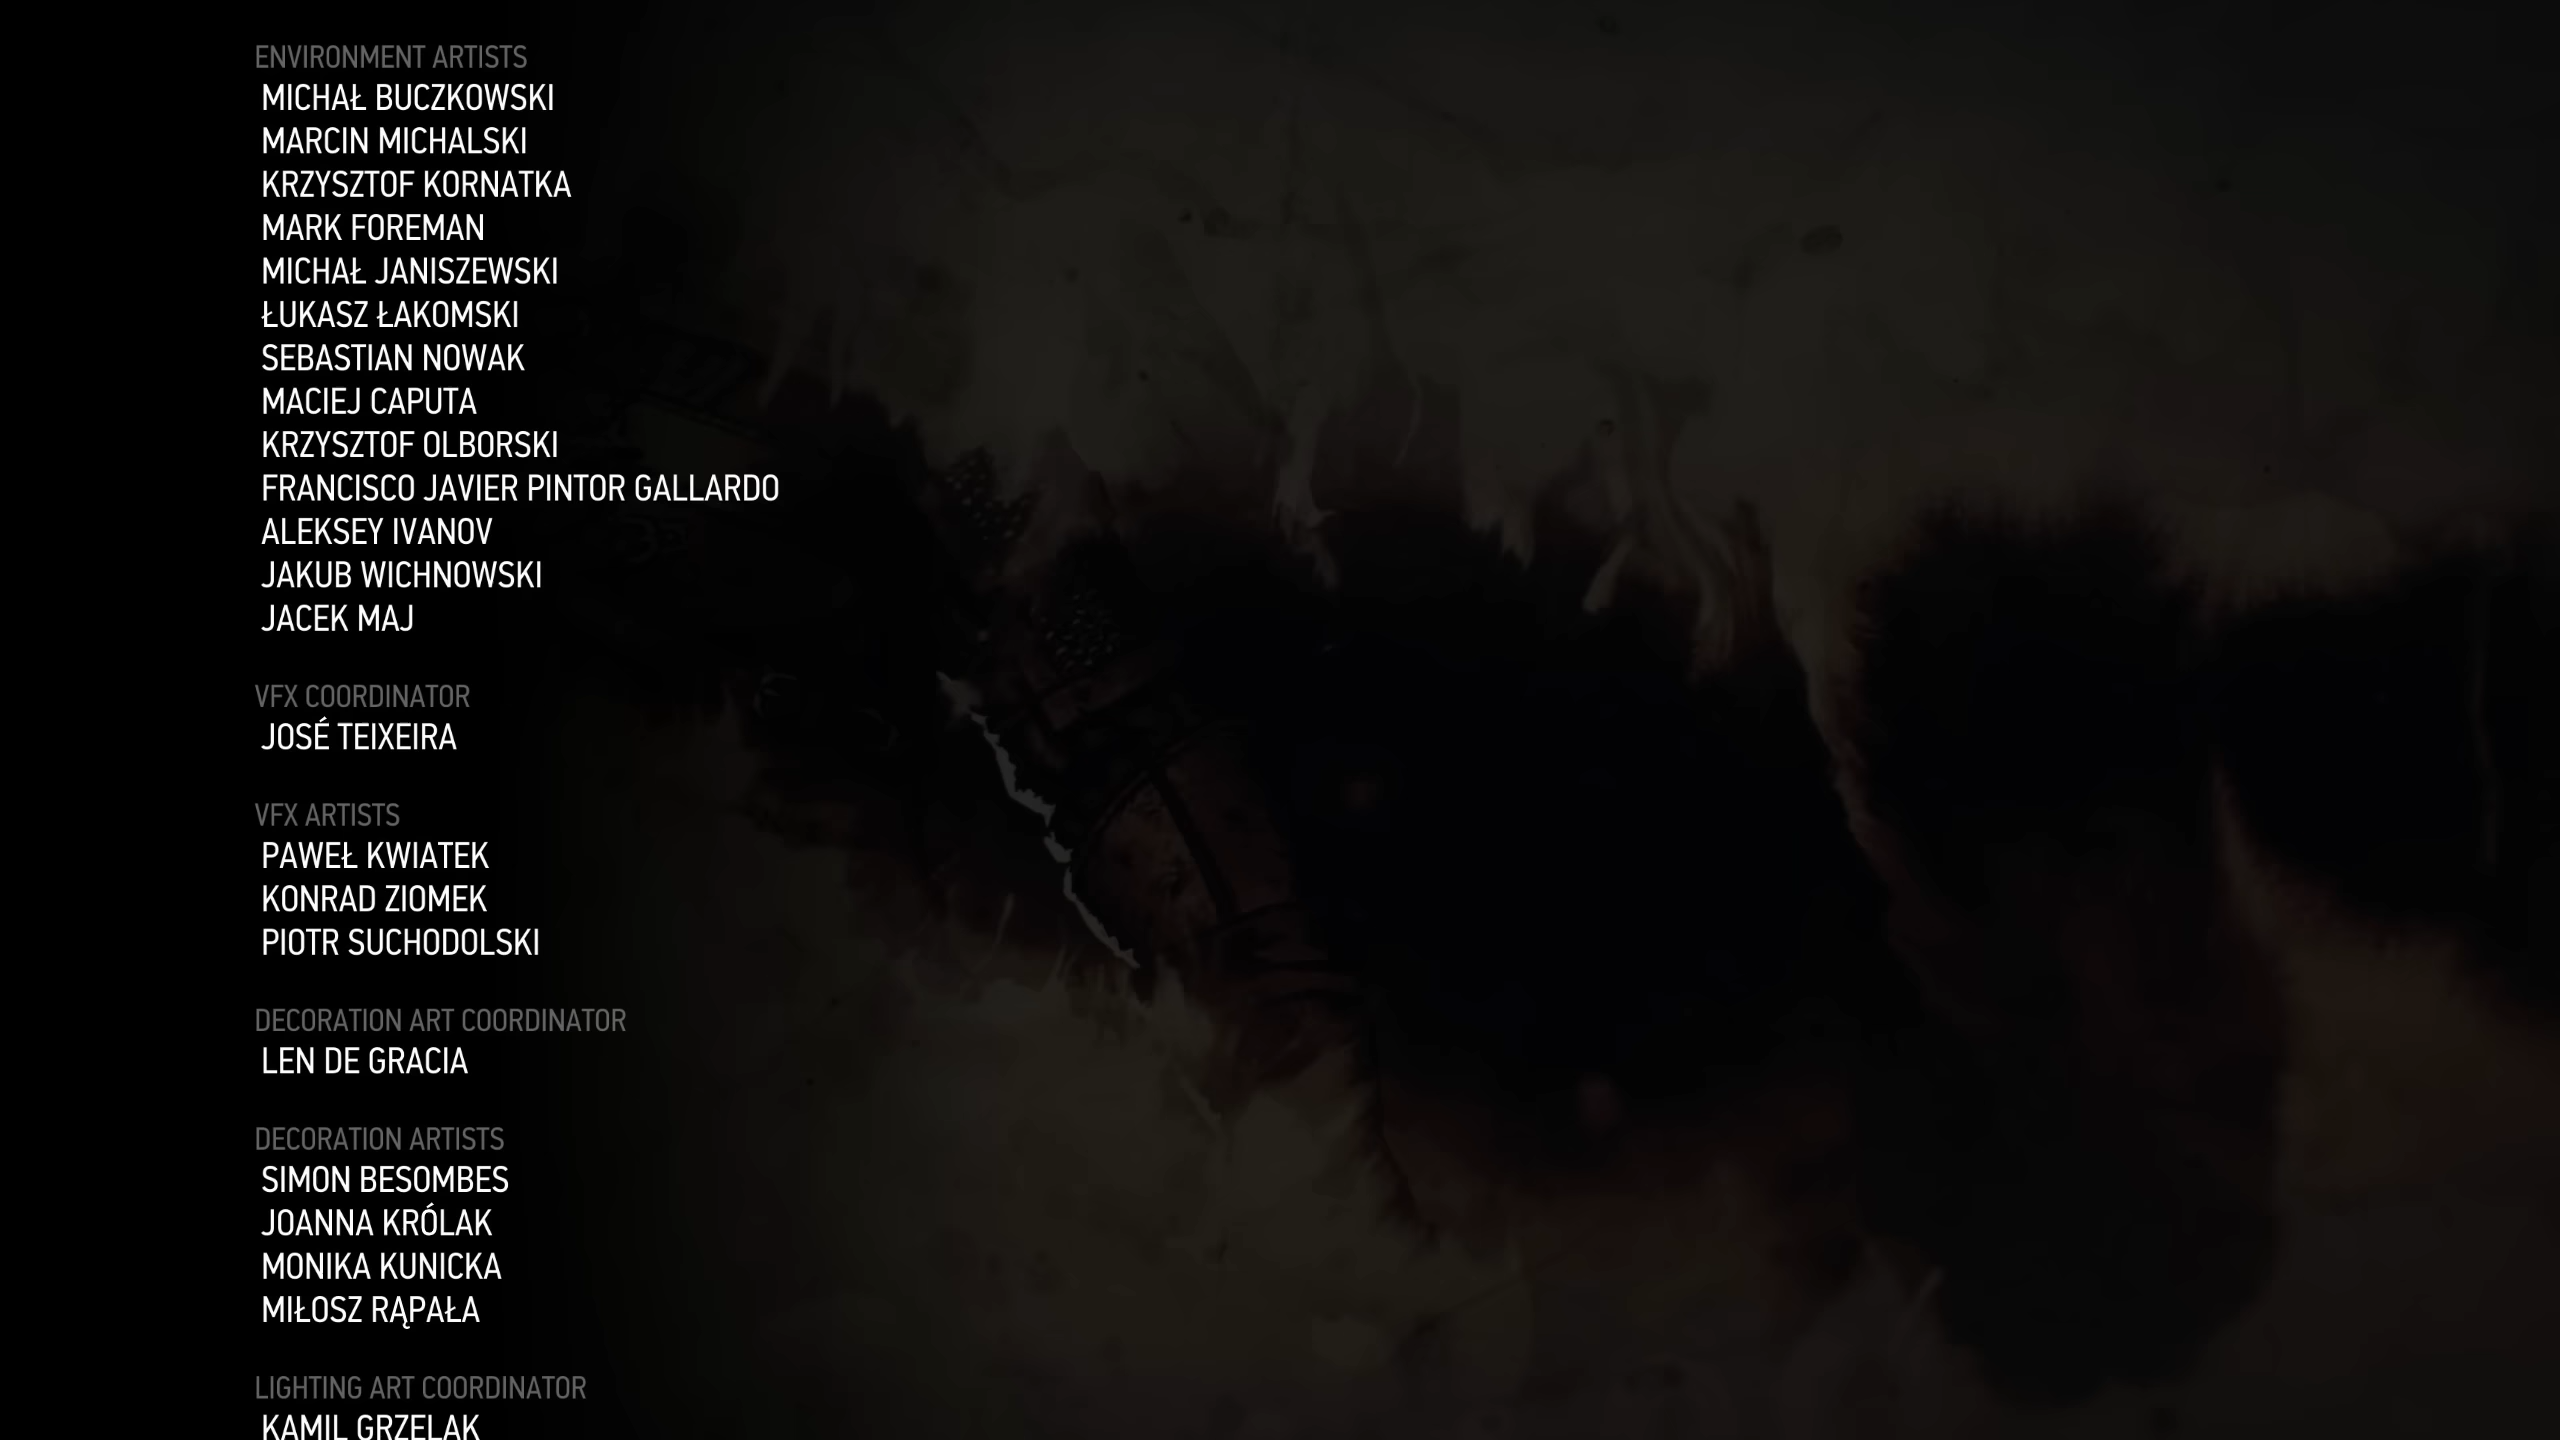 ENVIRONMENT ARTISTS
MICHAŁ BUCZKOWSKI
MARCIN MICHALSKI
KRZYSZTOF KORNATKA
MARK FOREMAN
MICHAŁ JANISZEWSKI
ŁUKASZ ŁAKOMSKI
SEBASTIAN NOWAK
MACIEJ CAPUTA
KRZYSZTOF OLBORSKI
FRANCISCO JAVIER PINTOR GALLARDO
ALEKSEY IVANOV
JAKUB WICHNOWSKI
JACEK MAJ
VFX COORDINATOR
JOSÉ TEIXEIRA
VFX ARTISTS
PAWEŁ KWIATEK
KONRAD ZIOMEK
PIOTR SUCHODOLSKI
DECORATION ART COORDINATOR
LEN DE GRACIA
DECORATION ARTISTS
SIMON BESOMBES
JOANNA KRÓLAK
MONIKA KUNICKA
MIŁOSZ RĄPAŁA
LIGHTING ART COORDINATOR
KAMIL GRZELAK